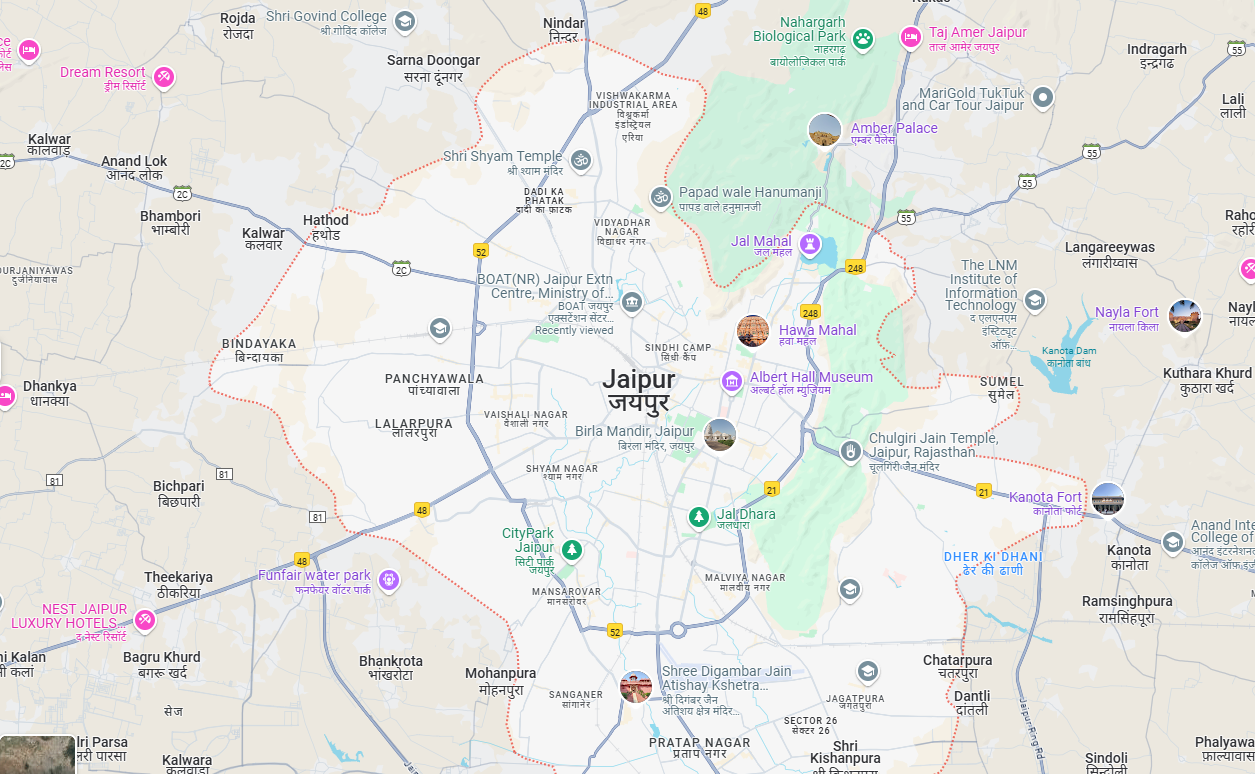 Rojda
रोजदा
Shri Govind College
श्री गोविंद कॉलेज
Nindar
निन्दर
48
Nahargarh
Biological Park
नाहरगढ़
बायोलॉजिकल पार्क
Taj Amer Jaipur
ताज आमेर जयपुर
Indragarh
इन्द्रगढ
55
Dream Resort
ड्रीम रिसॉर्ट
Sarna Doongar
सरना दूंनगर
VISHWAKARMA
INDUSTRIAL AREA
विश्वकर्मा
इंडस्ट्रियल
एरिया
MariGold TukTuk
and Car Tour Jaipur
Lali
लाली
Kalwar
कालवाड़
2C
Anand Lok
आनंद लोक
2C
Shri Shyam Temple
श्री श्याम मंदिर
Amber Palace
एम्बर पैलेस
55
55
DADI KA
PHATAK
दादी का फाटक
Papad wale Hanumanji
पापड़ वाले हनुमानजी
Bhambori
भाम्बोरी
Hathod
हथोड
Kalwar
कलवार
VIDYADHAR
NAGAR
विद्याधर नगर
55
Jal Mahal
जल महल
Langareeywas
लंगारीय्वास
52
2C
248
The LNM
Institute of
Information
Technology
द एलएनएम
इंस्टिट्यूट
ऑफ़...
BOAT(NR) Jaipur Extn
Centre, Ministry of...
BOAT जयपुर
एक्सटेंशन सेंटर...
Recently viewed
248
Nayla Fort
नायला किला
Hawa Mahal
हवा महल
BINDAYAKA
बिन्दायका
SINDHI CAMP
सिंधी कैंप
Kanota Dam
कानोता बांध
Kuthara Khurd
कुठारा खुर्द
Dhankya
धानक्या
PANCHYAWALA
पांच्यावाला
Jaipur
जयपुर
Albert Hall Museum
अल्बर्ट हॉल म्युजियम
SUMEL
सुमेल
LALARPURA
लालरपुरा
VAISHALI NAGAR
वैशाली नगर
Birla Mandir, Jaipur
बिरला मंदिर, जयपुर
Chulgiri Jain Temple,
Jaipur, Rajasthan
चूलगिरी जैन मंदिर
81
81
SHYAM NAGAR
श्याम नगर
Bichpari
बिछपारी
48
81
21
21
Kanota Fort
कानोता फोर्ट
Jal Dhara
जलधारा
CityPark
Jaipur
सिटी पार्क
जयपुर
48
Kanota
कानोता
DHER KI DHANI
ढेर की ढाणी
Theekariya
ठीकरिया
Funfair water park
फनफेयर वॉटर पार्क
MANSAROVAR
मानसरोवर
MALVIYA NAGAR
मालवीय नगर
Ramsinghpura
रामसिंहपूरा
NEST JAIPUR
LUXURY HOTELS...
द नेस्ट रिसॉर्ट
52
Bagru Khurd
बगरू खर्द
Bhankrota
भांखरोटा
Mohanpura
मोहनपुरा
Shree Digambar Jain
Atishay Kshetra...
श्री दिगंबर जैन
अतिशय क्षेत्र मंदिर...
Chatarpura
चतरपुरा
SANGANER
सांगानेर
JAGATPURA
जगतपुरा
Dantli
दांतली
सेज
SECTOR 26
सेक्टर 26
Jaipur Ring Rd
PRATAP NAGAR
प्रताप नगर
Shri
Kishanpura
Kalwara
कलवाडा
Sindoli
सिन्दोली